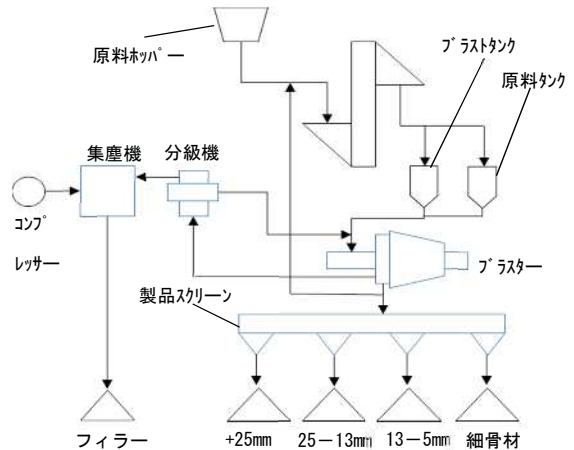 原料ホッパー
ブラストタンク
原料タンク
集塵機
分級機
コンプ
レッサー
ブラスター
製品スクリーン
フィラー
+25mm
25－13mm
13－5mm
細骨材